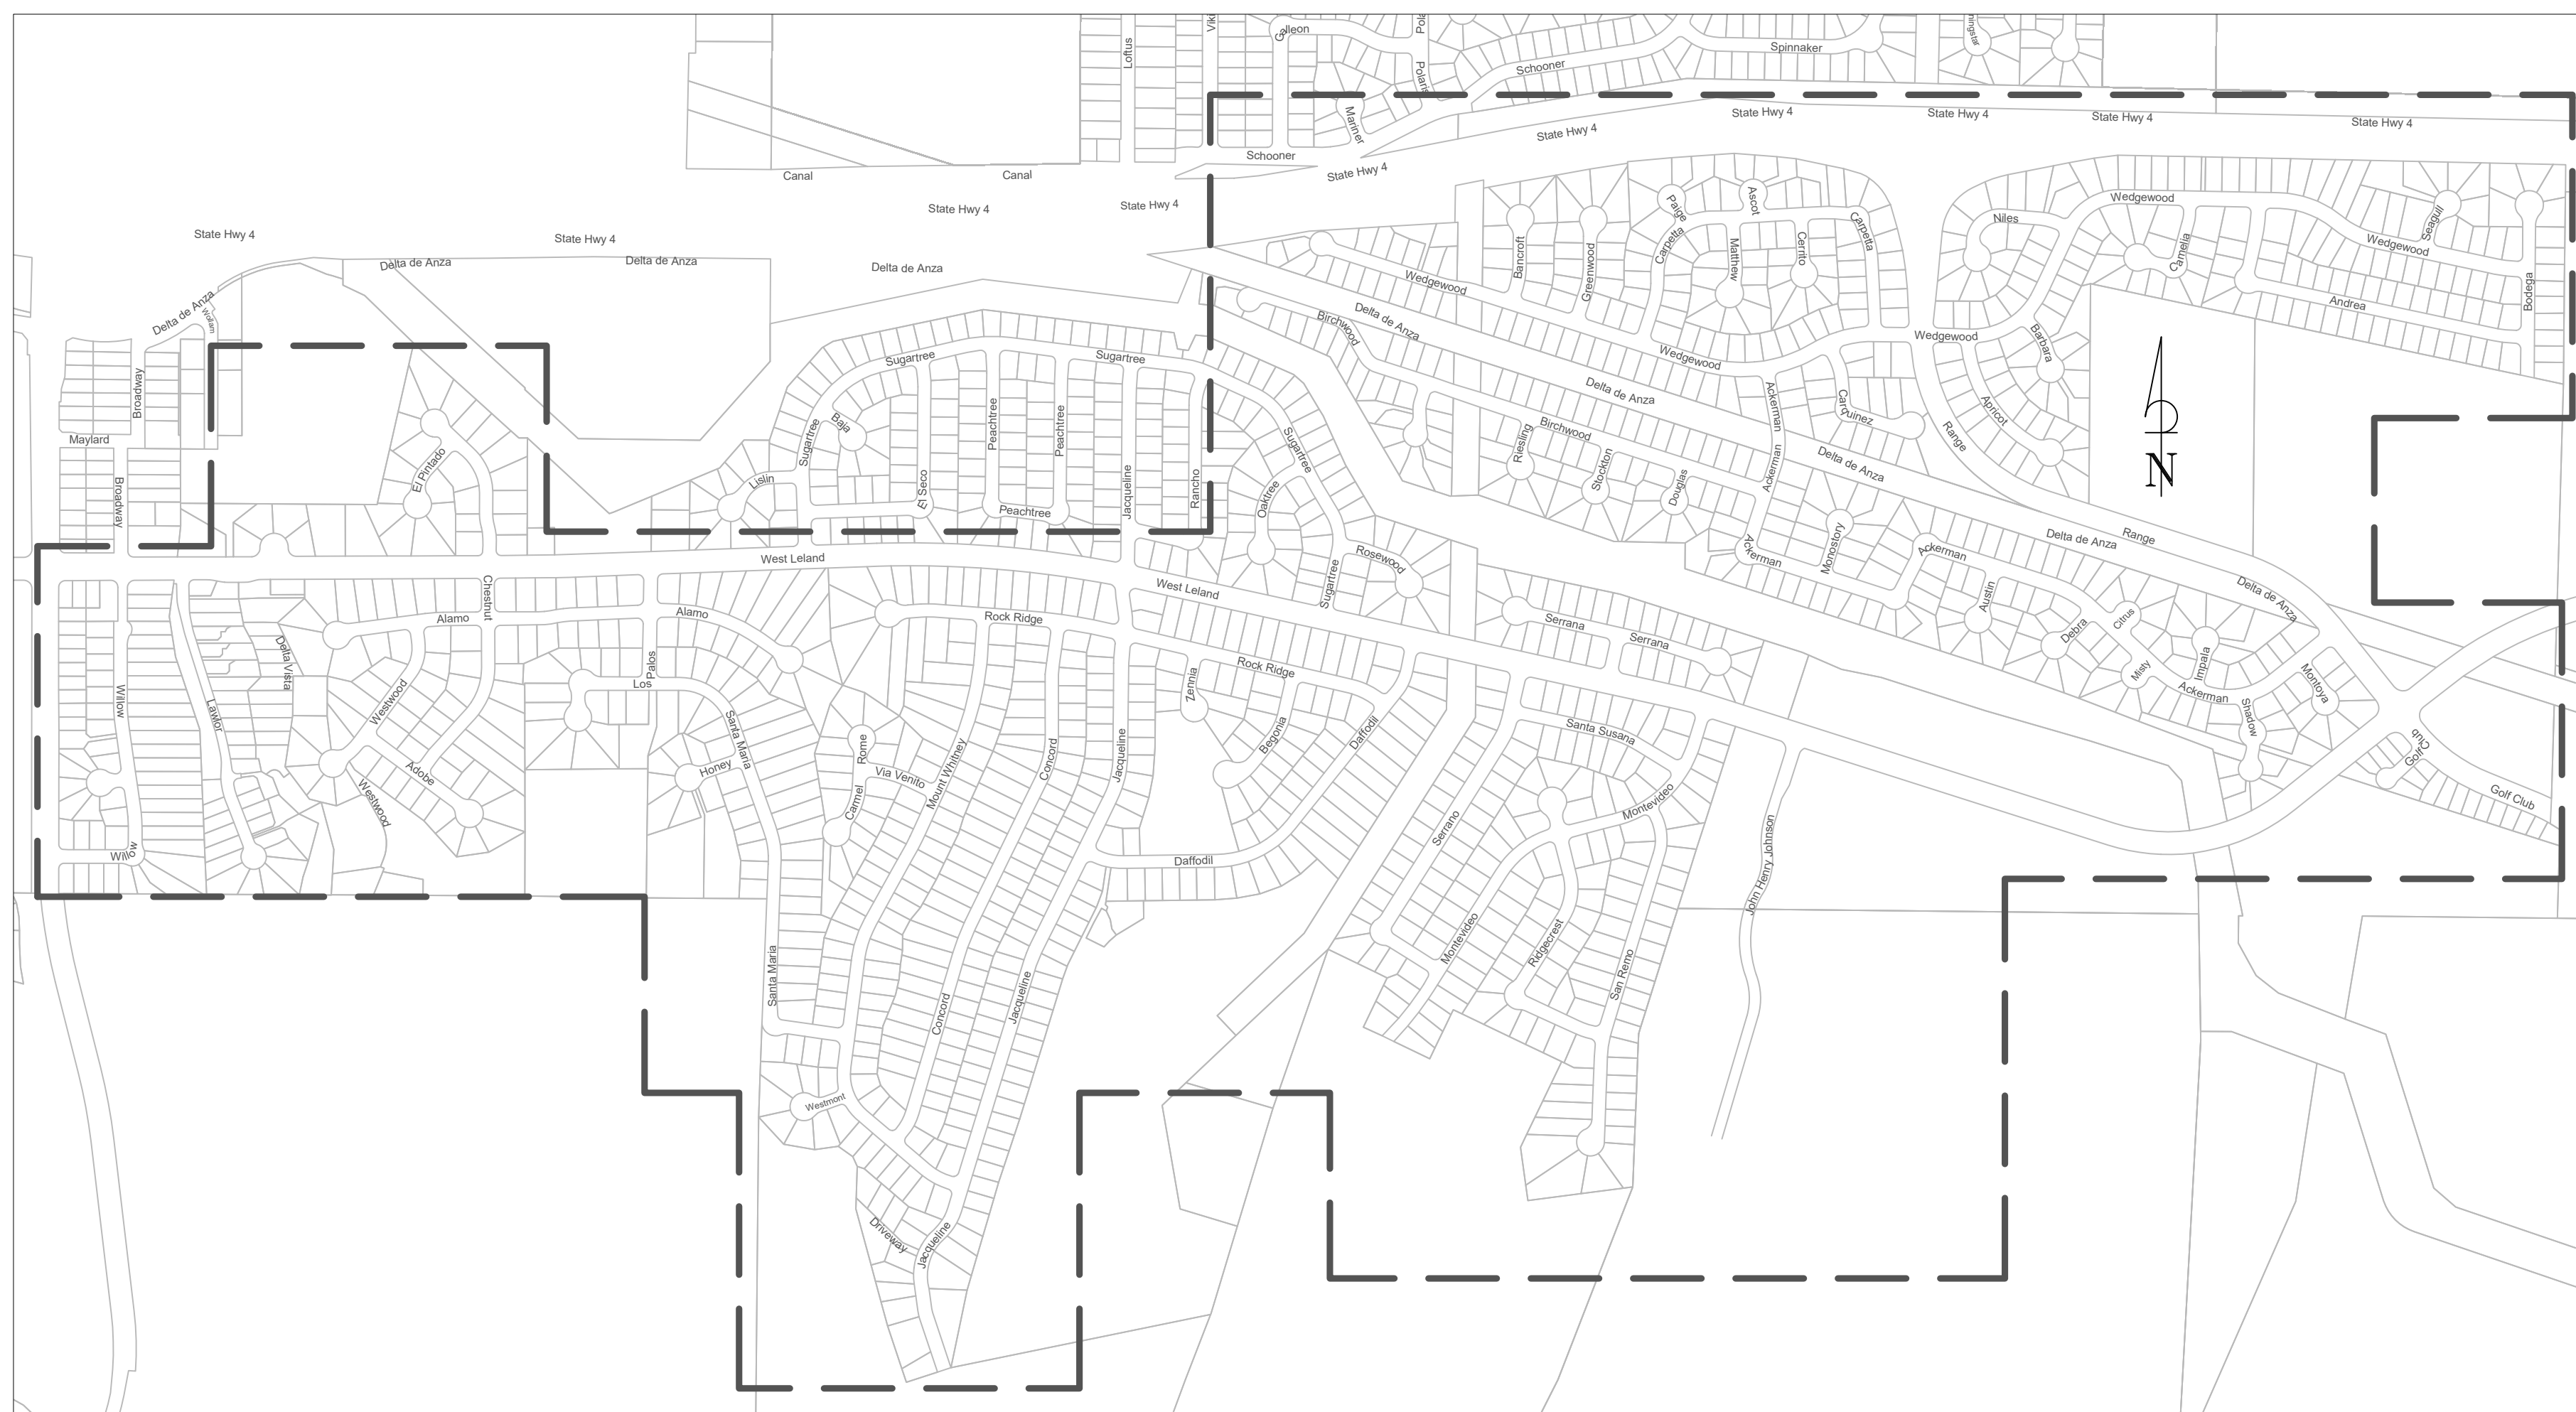 Loftus
Viki
Galleon
Pola
Polaris
Schooner
Spinnaker
ningstar
Mariner
State Hwy 4
State Hwy 4
State Hwy 4
State Hwy 4
State Hwy 4
Schooner
State Hwy 4
Canal
Canal
State Hwy 4
State Hwy 4
State Hwy 4
State Hwy 4
Delta de Anza
Delta de Anza
Delta de Anza
Delta de Anza
Wollam
Paige
Ascot
Carpetta
Carpetta
Matthew
Cerrito
Bancroft
Greenwood
Niles
Wedgewood
Camelia
Seagull
Wedgewood
Bodega
Andrea
Wedgewood
Birchwood
Delta de Anza
Wedgewood
Wedgewood
Barbara
Broadway
Maylard
Broadway
El Pintado
Sugartree
Sugartree
Sugartree
Baja
Lislin
El Seco
Peachtree
Peachtree
Peachtree
Jacqueline
Rancho
Sugartree
Oaktree
Delta de Anza
Ackerman
Carquinez
Apricot
Range
Riesling
Birchwood
Stockton
Douglas
Ackerman
Delta de Anza
N
Ackerman
Monostory
Ackerman
Delta de Anza
Range
Delta de Anza
West Leland
West Leland
Rosewood
Sugartree
Austin
Debra
Citrus
Misty
Impala
Ackerman
Shadow
Montoya
Golf Club
Golf Club
Chestnut
Alamo
Alamo
Rock Ridge
Serrana
Serrana
Willow
Lawlor
Delta Vista
Westwood
Los Palos
Santa Maria
Honey
Rome
Via Venito
Mount Whitney
Concord
Jacqueline
Zennia
Rock Ridge
Begonia
Daffodil
Santa Susana
Montevideo
Adobe
Westwood
Carmel
Willow
Daffodil
Serrano
John Henry Johnson
Santa Maria
Concord
Jacqueline
Montevideo
Ridgecrest
San Remo
Westmont
Driveway
Jacqueline